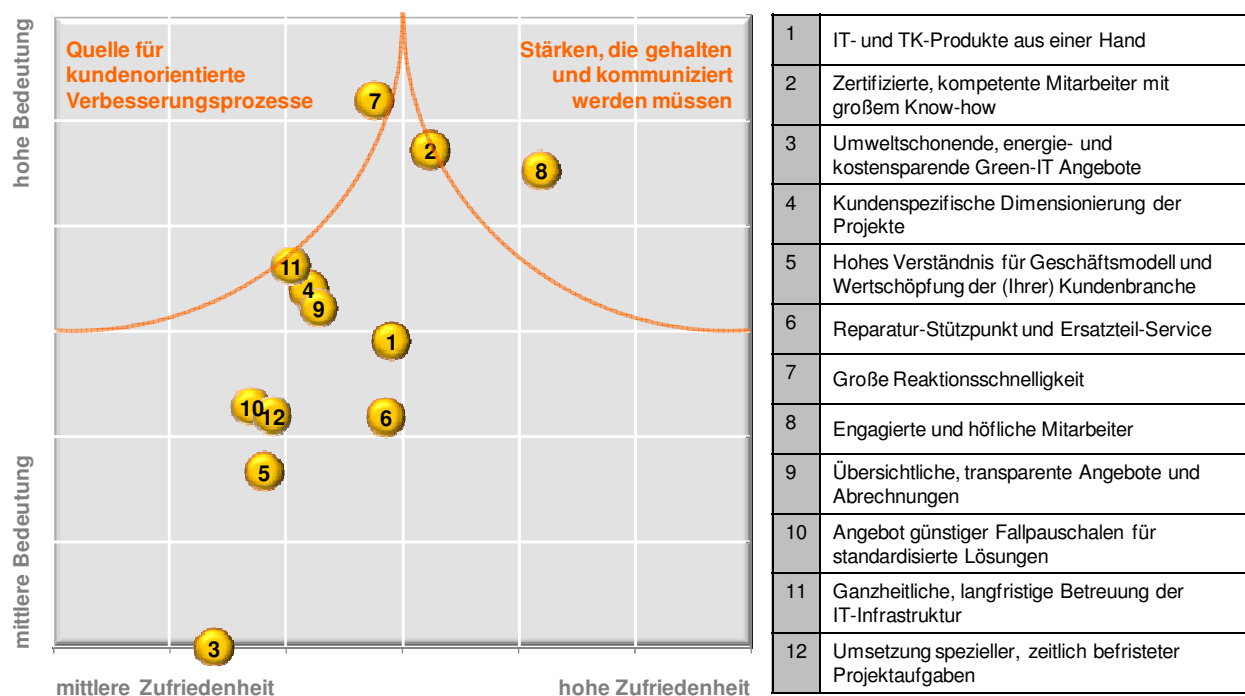 hohe Bedeutung
mittlere Bedeutung
Quelle für
kundenorientierte
Verbesserungsprozesse
Stärken, die gehalten
und kommuniziert
werden müssen
7
2
8
11
4
9
1
10
12
6
5
3
mittlere Zufriedenheit
hohe Zufriedenheit
1 IT- und TK-Produkte aus einer Hand
2 Zertifizierte, kompetente Mitarbeiter mit
großem Know-how
3 Umweltschonende, energie- und
kostensparende Green-IT Angebote
4 Kundenspezifische Dimensionierung der
Projekte
5 Hohes Verständnis für Geschäftsmodell und
Wertschöpfung der (Ihrer) Kundenbranche
6 Reparatur-Stützpunkt und Ersatzteil-Service
7 Große Reaktionsschnelligkeit
8 Engagierte und höfliche Mitarbeiter
9 Übersichtliche, transparente Angebote und
Abrechnungen
10 Angebot günstiger Fallpauschalen für
standardisierte Lösungen
11 Ganzheitliche, langfristige Betreuung der
IT-Infrastruktur
12 Umsetzung spezieller, zeitlich befristeter
Projektaufgaben